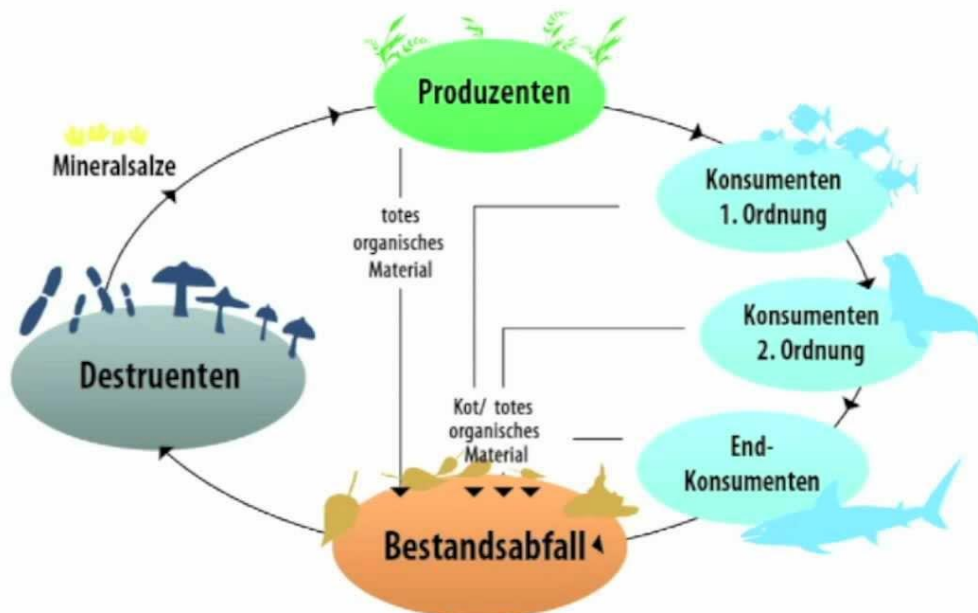 Produzenten
Mineralsalze
Konsumenten
1. Ordnung
totes
organisches
Material
Konsumenten
2. Ordnung
Destruenten
Kot/ totes
organisches
Material
End-
Konsumenten
Bestandsabfall